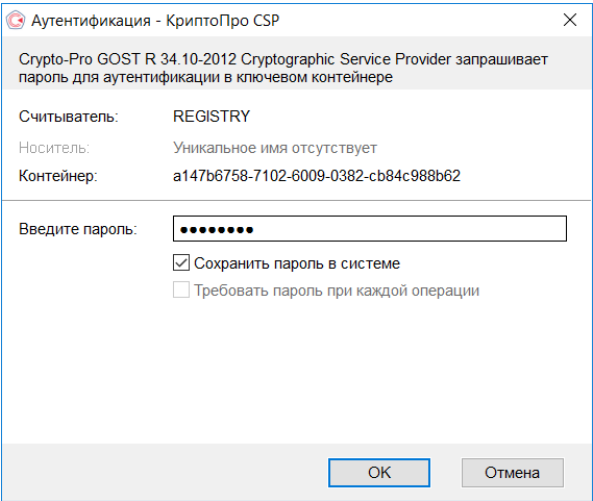 Аутентификация - КриптоПро CSP
Crypto-Pro GOST R 34.10-2012 Cryptographic Service Provider запрашивает
пароль для аутентификации в ключевом контейнере
Считыватель: REGISTRY
Носитель: Уникальное имя отсутствует
Контейнер: a147b6758-7102-6009-0382-cb84c988b62
Введите пароль: ●●●●●●●●
Сохранить пароль в системе
Требовать пароль при каждой операции
OK Отмена